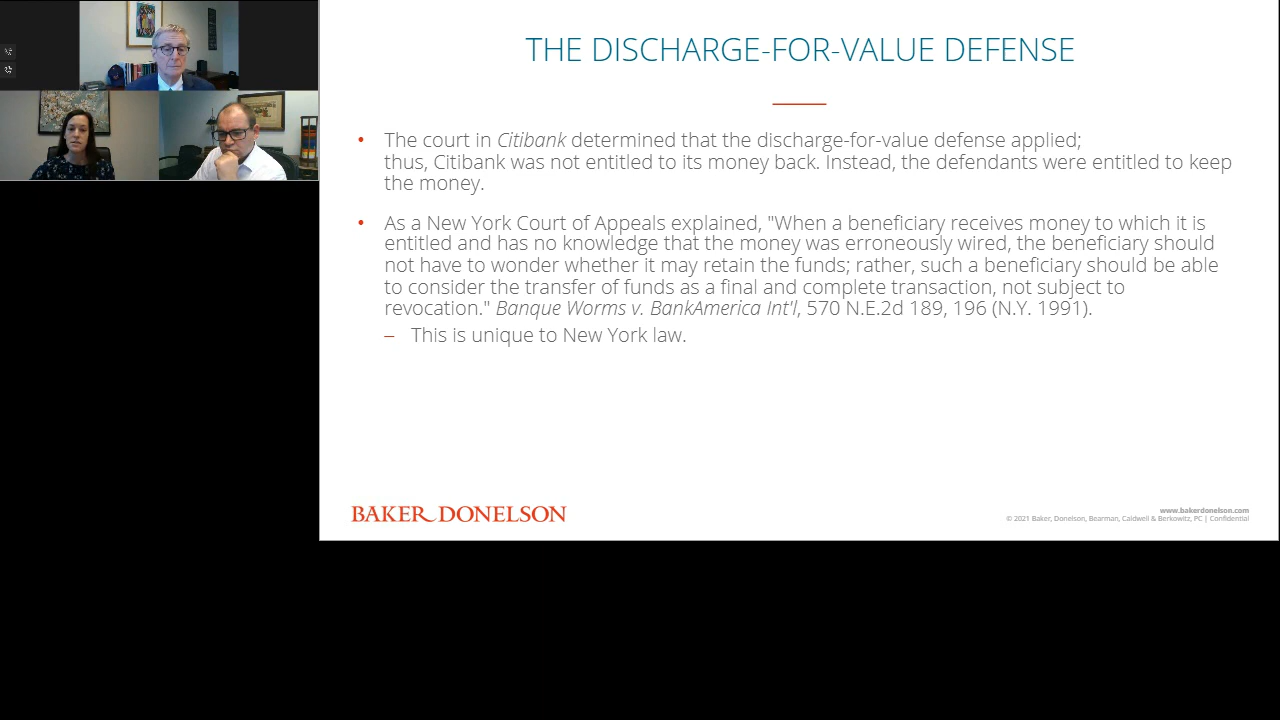 THE DISCHARGE-FOR-VALUE DEFENSE
• The court in Citibank determined that the discharge-for-value defense applied;
thus, Citibank was not entitled to its money back. Instead, the defendants were entitled to keep
the money.
• As a New York Court of Appeals explained, "When a beneficiary receives money to which it is
entitled and has no knowledge that the money was erroneously wired, the beneficiary should
not have to wonder whether it may retain the funds; rather, such a beneficiary should be able
to consider the transfer of funds as a final and complete transaction, not subject to
revocation." Banque Worms v. BankAmerica Int'l, 570 N.E.2d 189, 196 (N.Y. 1991).
– This is unique to New York law.
BAKER DONELSON
www.bakerdonelson.com
© 2021 Baker, Donelson, Bearman, Caldwell & Berkowitz, PC | Confidential